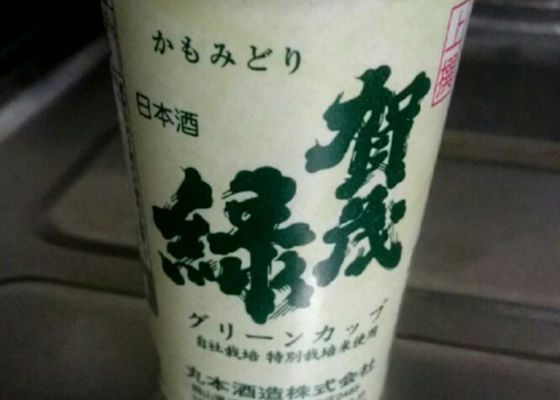 上撰
かもみどり
日本酒
賀茂
緑
グリーンカップ
自社栽培 特別栽培米使用
丸本酒造株式会社